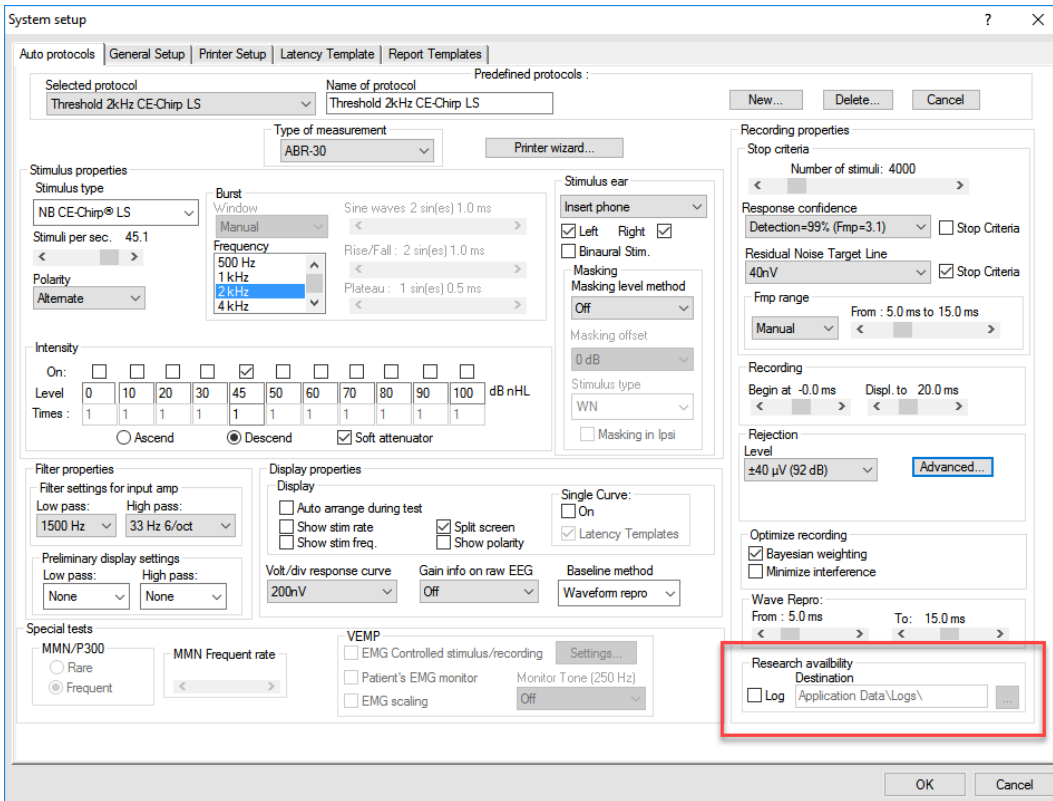 System setup ? X
Auto protocols General Setup Printer Setup Latency Template Report Templates
Predefined protocols :
Selected protocol Name of protocol
Threshold 2kHz CE-Chirp LS Threshold 2kHz CE-Chirp LS New... Delete... Cancel
Type of measurement
ABR-30 Printer wizard...
Stimulus properties
Stimulus type
NB CE-Chirp® LS
Stimuli per sec. 45.1
Polarity
Alternate
Burst
Window
Manual
Frequency
500 Hz
1 kHz
2 kHz
4 kHz
Sine waves 2 sin(es) 1.0 ms
Rise/Fall : 2 sin(es) 1.0 ms
Plateau : 1 sin(es) 0.5 ms
Intensity
On:
Level 0 10 20 30 45 50 60 70 80 90 100 dB nHL
Times : 1 1 1 1 1 1 1 1 1 1 1
Ascend Descend Soft attenuator
Stimulus ear
Insert phone
Left Right
Binaural Stim.
Masking
Masking level method
Off
Masking offset
0 dB
Stimulus type
WN
Masking in Ipsi
Recording properties
Stop criteria
Number of stimuli: 4000
Response confidence
Detection=99% (Fmp=3.1) Stop Criteria
Residual Noise Target Line
40nV Stop Criteria
Fmp range
Manual From : 5.0 ms to 15.0 ms
Recording
Begin at -0.0 ms Displ. to 20.0 ms
Rejection
Level
±40 µV (92 dB) Advanced...
Optimize recording
Bayesian weighting
Minimize interference
Wave Repro:
From : 5.0 ms To: 15.0 ms
Research availbility
Destination
Log Application Data\Logs\ ...
Filter properties
Filter settings for input amp
Low pass: High pass:
1500 Hz 33 Hz 6/oct
Preliminary display settings
Low pass: High pass:
None None
Display properties
Display
Auto arrange during test
Show stim rate Split screen
Show stim freq. Show polarity
Single Curve:
On
Latency Templates
Volt/div response curve Gain info on raw EEG Baseline method
200nV Off Waveform repro
Special tests
MMN/P300
Rare
Frequent
MMN Frequent rate
VEMP
EMG Controlled stimulus/recording Settings...
Patient's EMG monitor Monitor Tone (250 Hz)
EMG scaling Off
OK Cancel